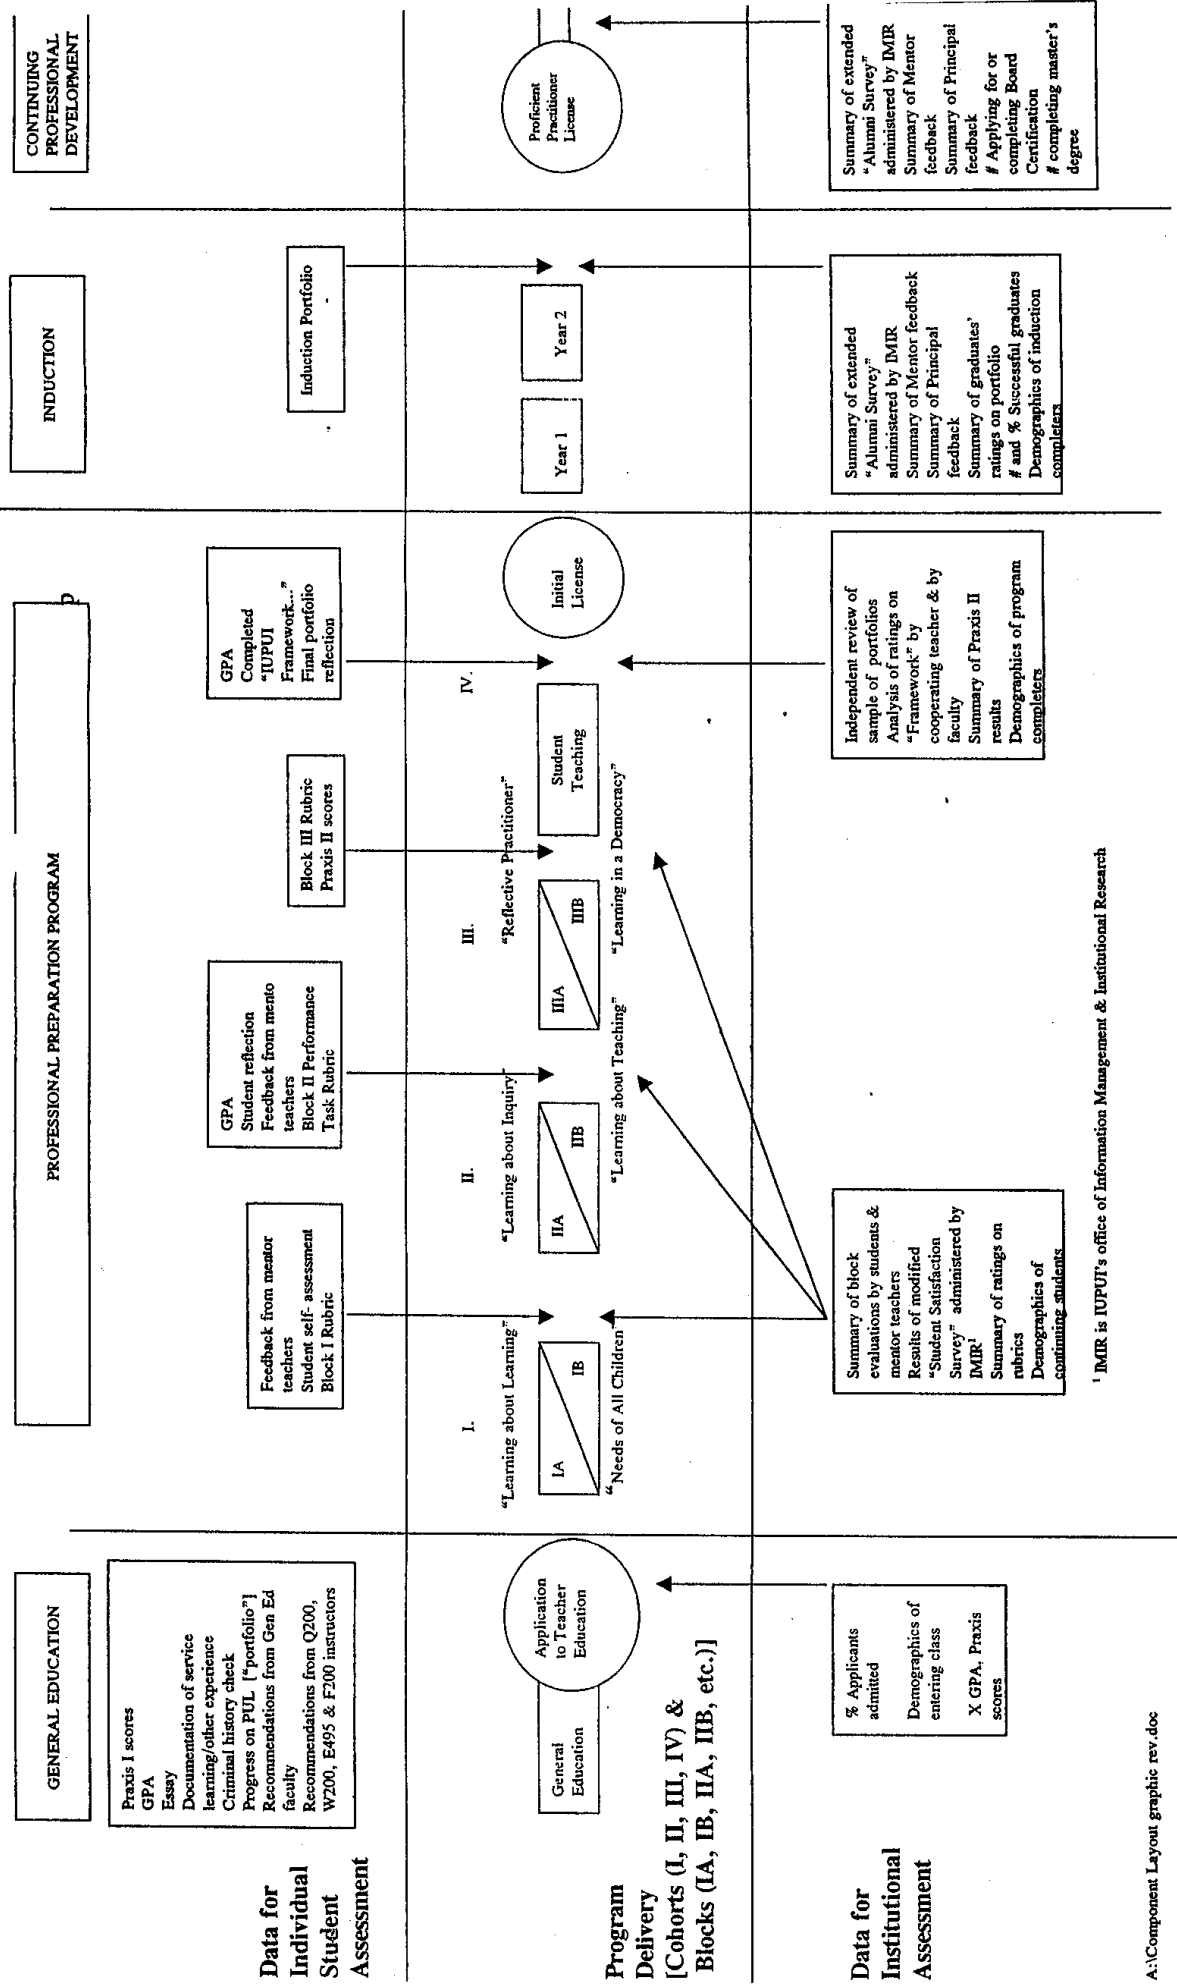 GENERAL EDUCATION
PROFESSIONAL PREPARATION PROGRAM
INDUCTION
CONTINUING
PROFESSIONAL
DEVELOPMENT
Data for
Individual
Student
Assessment
Praxis I scores
GPA
Essay
Documentation of service
learning/other experience
Criminal history check
Progress on PUL ["portfolio"]
Recommendations from Gen Ed
faculty
Recommendations from Q200,
W200, E495 & F200 instructors
Feedback from mentor
teachers
Student self- assessment
Block I Rubric
GPA
Student reflection
Feedback from mento
teachers
Block II Performance
Task Rubric
Block III Rubric
Praxis II scores
GPA
Completed
"IUPUI
Framework..."
Final portfolio
reflection
Induction Portfolio
Program
Delivery
[Cohorts (I, II, III, IV) &
Blocks (IA, IB, IIA, IIB, etc.)]
General
Education
Application
to Teacher
Education
I.
"Learning about Learning"
IA
IB
"Needs of All Children"
II.
"Learning about Inquiry"
IIA
IIB
"Learning about Teaching"
III.
"Reflective Practitioner"
IIIA
IIIB
"Learning in a Democracy"
IV.
Student
Teaching
Initial
License
Year 1
Year 2
Proficient
Practitioner
License
Data for
Institutional
Assessment
% Applicants
admitted
Demographics of
entering class
X GPA, Praxis
scores
Summary of block
evaluations by students &
mentor teachers
Results of modified
"Student Satisfaction
Survey" administered by
IMIR¹
Summary of ratings on
rubrics
Demographics of
continuing students
Independent review of
sample of portfolios
Analysis of ratings on
"Framework" by
cooperating teacher & by
faculty
Summary of Praxis II
results
Demographics of program
completers
Summary of extended
"Alumni Survey"
administered by IMIR
Summary of Mentor feedback
Summary of Principal
feedback
Summary of graduates'
ratings on portfolio
# and % Successful graduates
Demographics of induction
completers
Summary of extended
"Alumni Survey"
administered by IMIR
Summary of Mentor
feedback
Summary of Principal
feedback
# Applying for or
completing Board
Certification
# completing master's
degree
¹ IMIR is IUPUI's office of Information Management & Institutional Research
A:\Component Layout graphic rev.doc